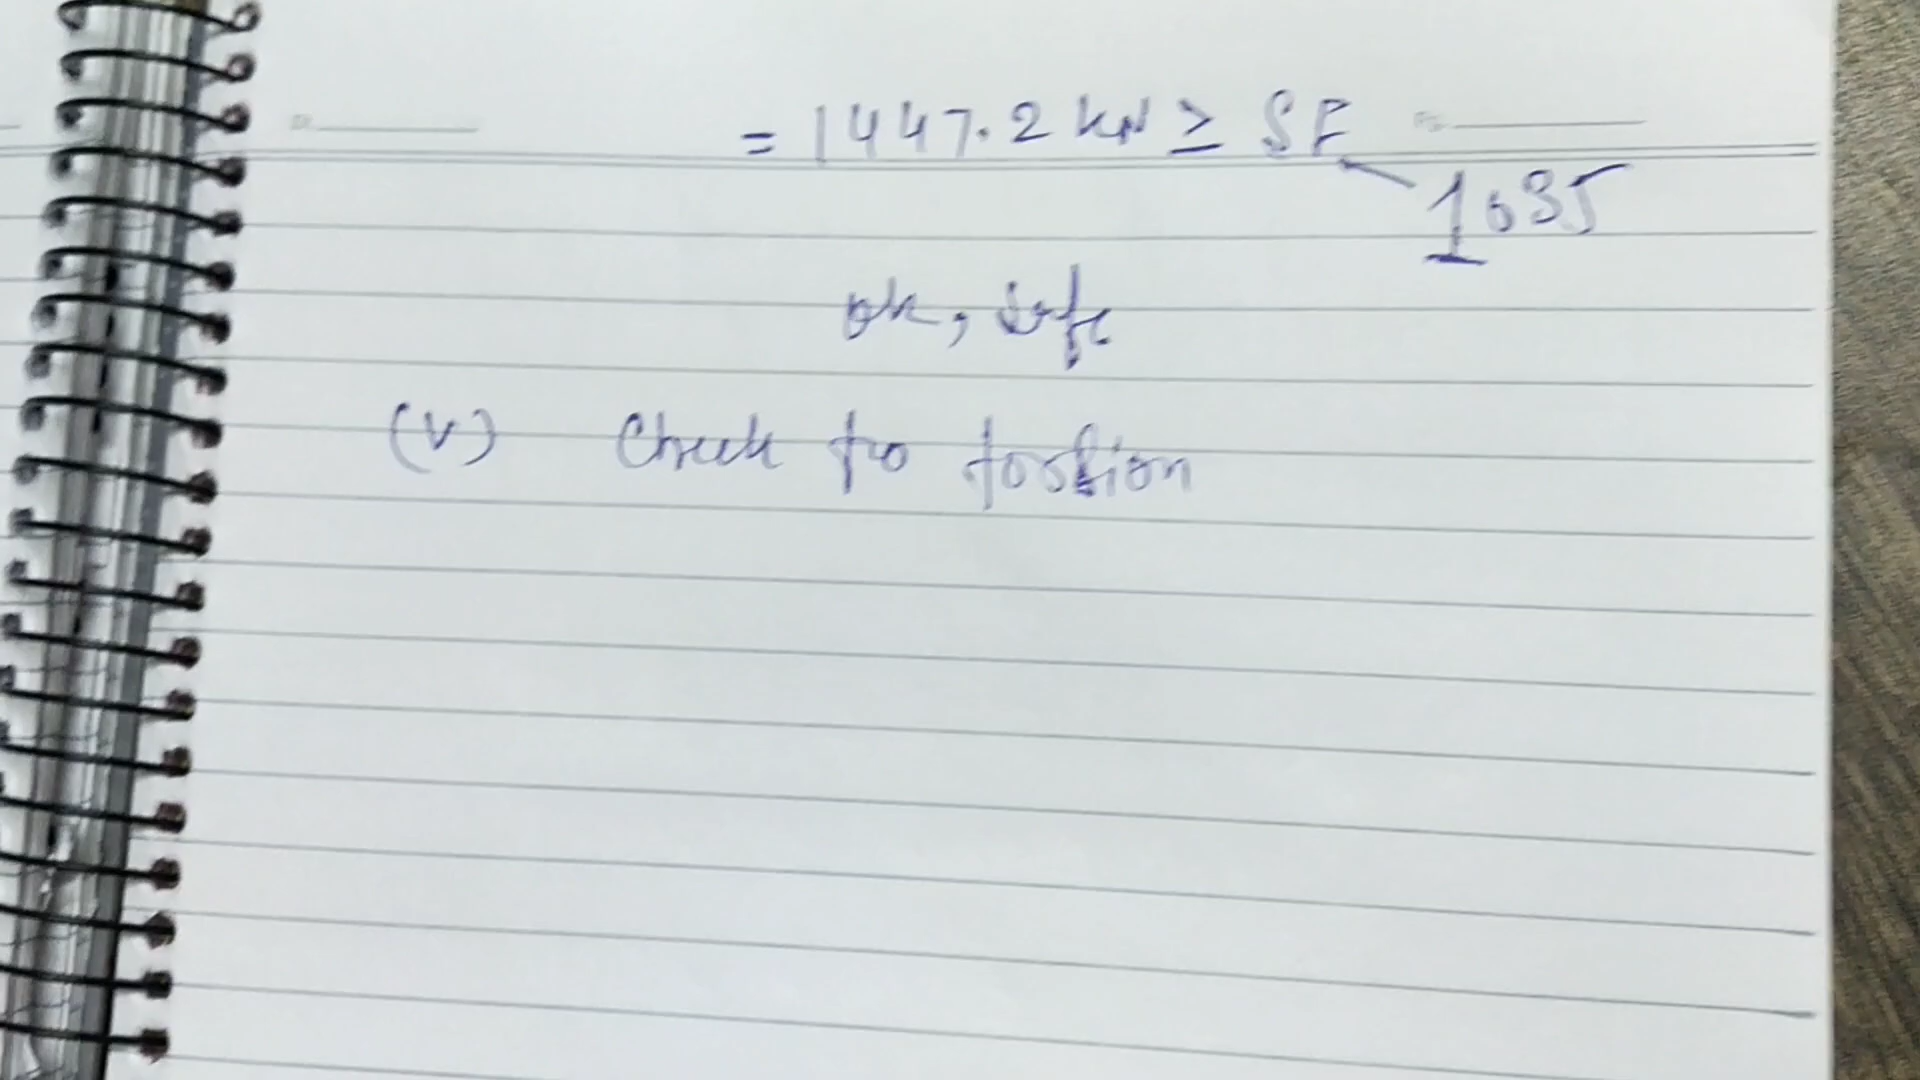 = 1447.2 kN ≥ SF
1035
ok, safe
(v) Check for torsion